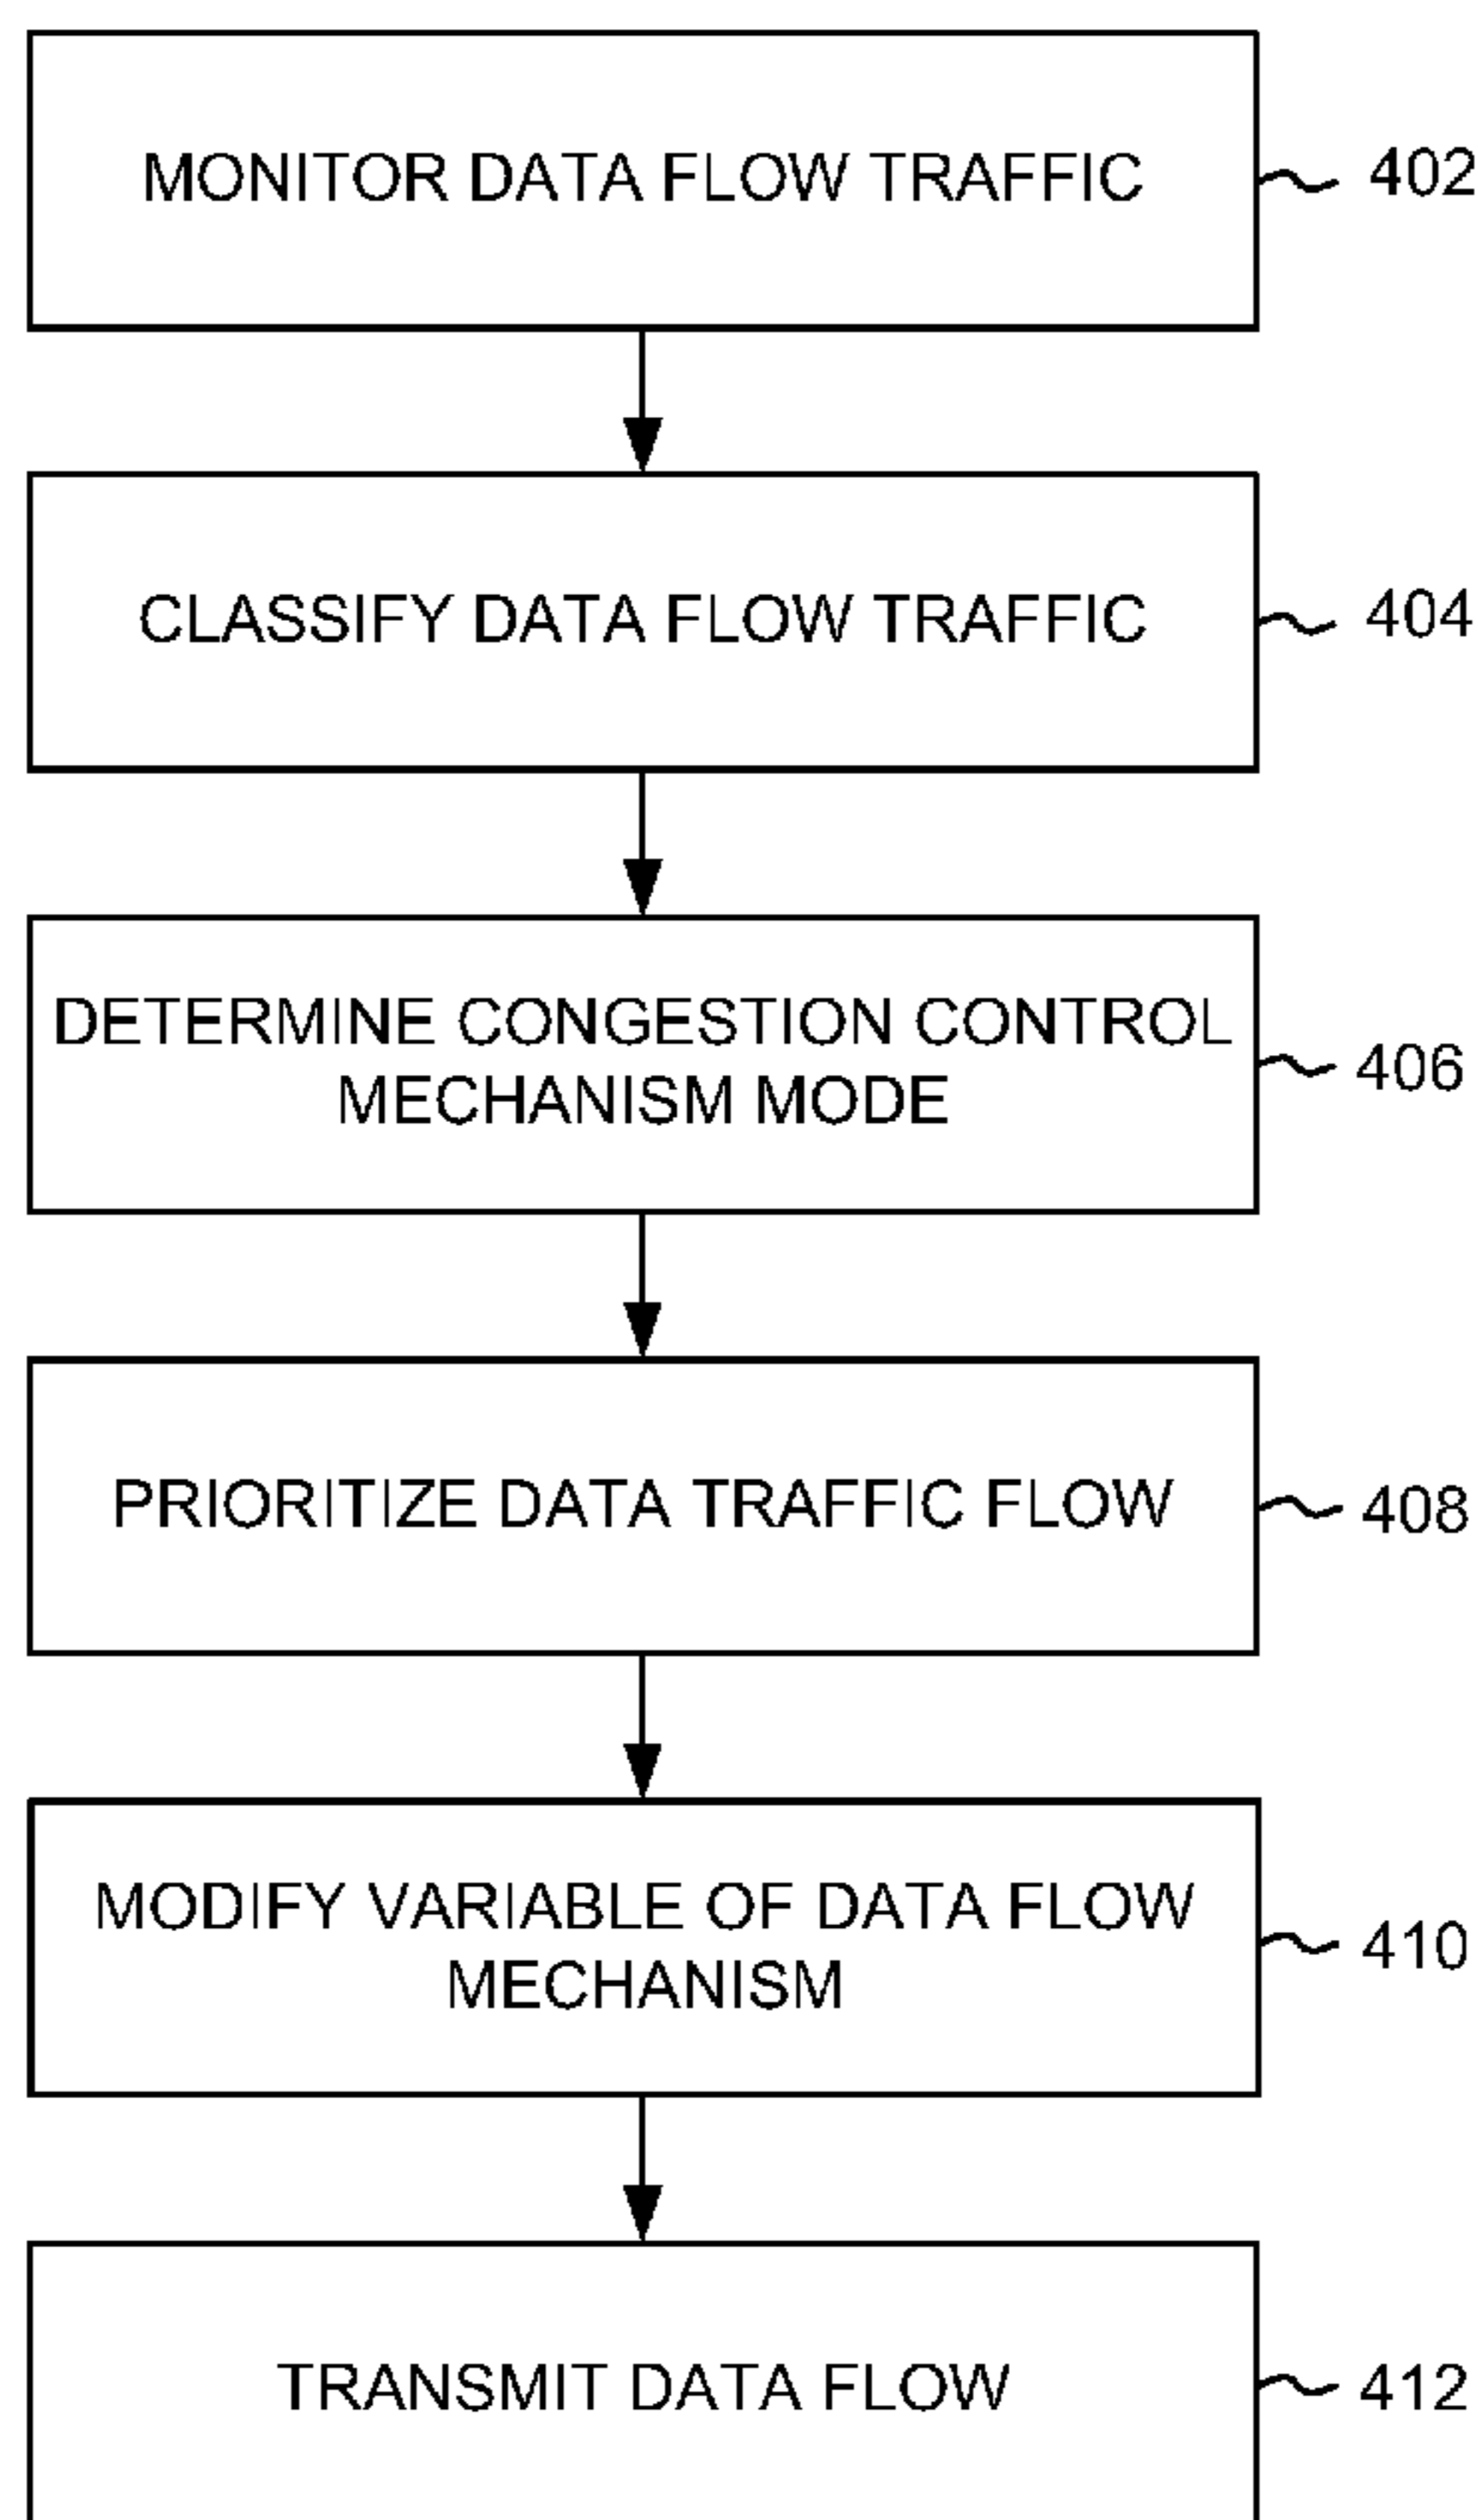 MONITOR DATA FLOW TRAFFIC
402
CLASSIFY DATA FLOW TRAFFIC
404
DETERMINE CONGESTION CONTROL
MECHANISM MODE
406
PRIORITIZE DATA TRAFFIC FLOW
408
MODIFY VARIABLE OF DATA FLOW
MECHANISM
410
TRANSMIT DATA FLOW
412